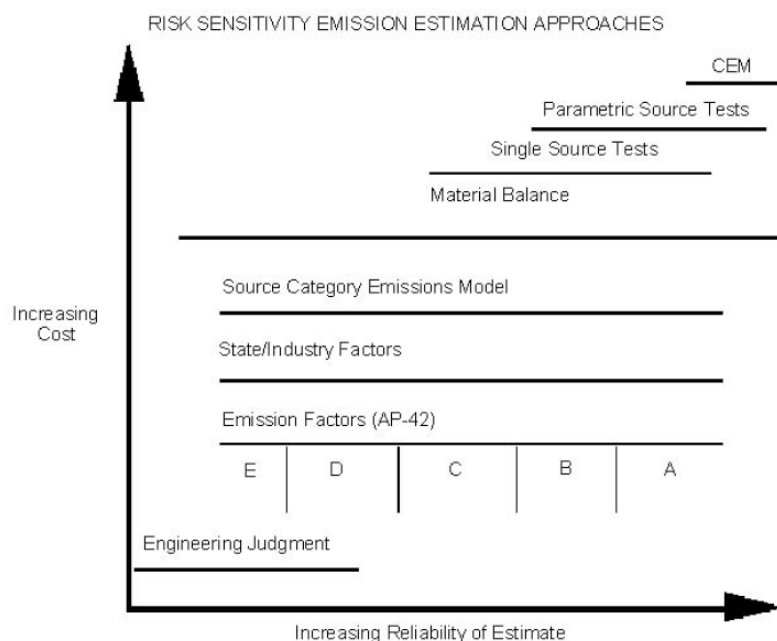 RISK SENSITIVITY EMISSION ESTIMATION APPROACHES
CEM
Parametric Source Tests
Single Source Tests
Material Balance
Source Category Emissions Model
Increasing
Cost
State/Industry Factors
Emission Factors (AP-42)
E D C B A
Engineering Judgment
Increasing Reliability of Estimate